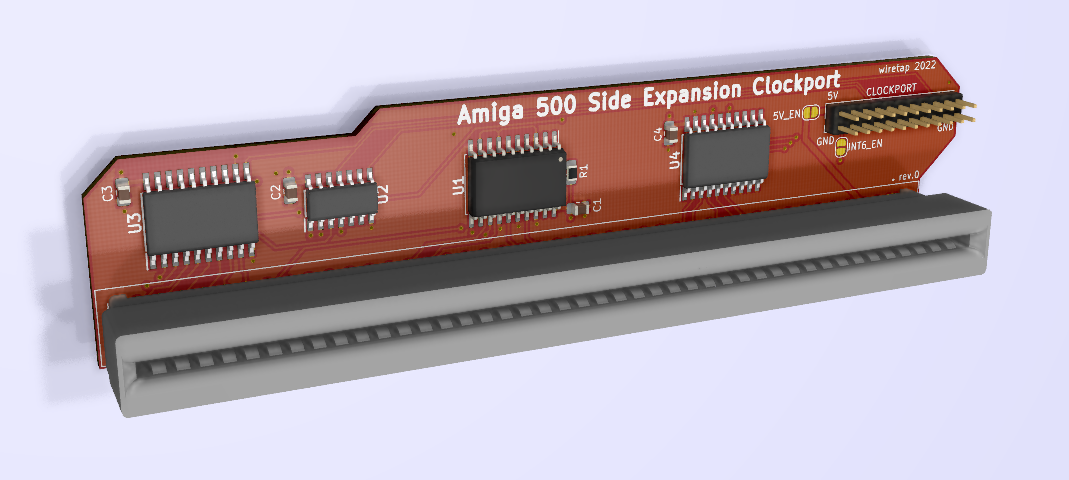 wiretap 2022
Amiga 500 Side Expansion Clockport
5V
CLOCKPORT
5V_EN
GND
GND
INT6_EN
C3
U3
C2
U2
U1
R1
C1
C4
U4
rev.0